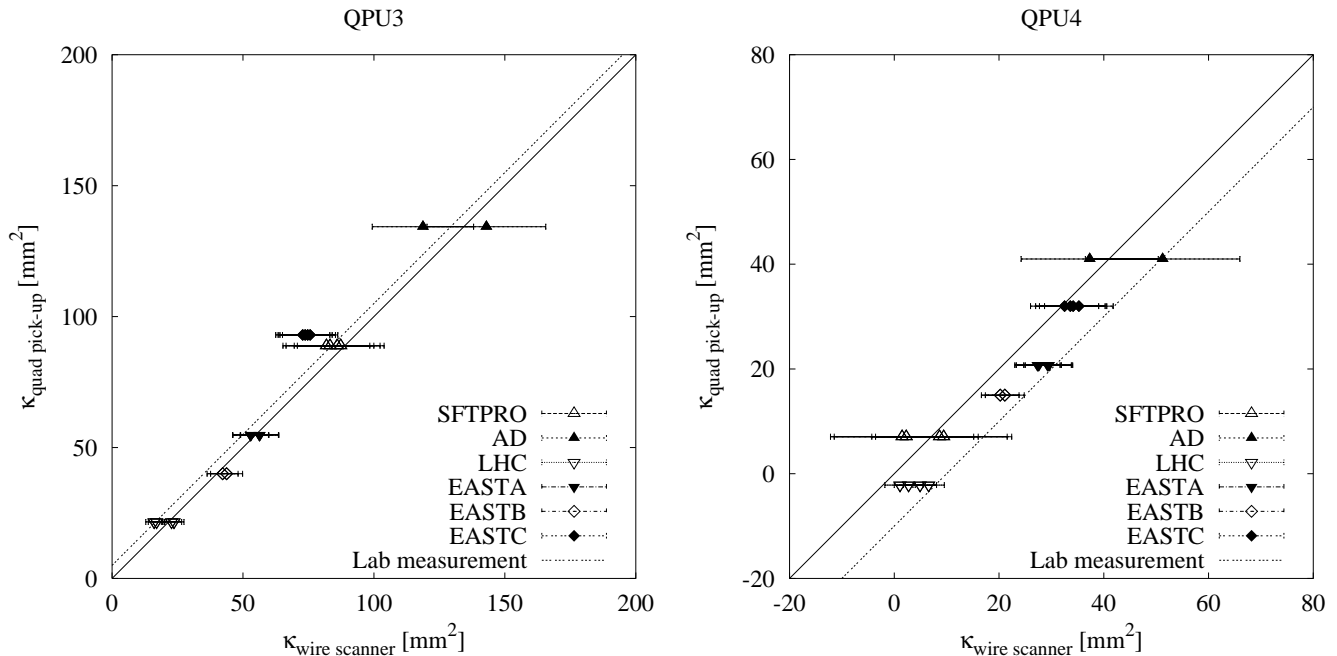 QPU3
200
150
100
50
0
0 50 100 150 200
κquad pick-up [mm2]
κwire scanner [mm2]
SFTPRO
AD
LHC
EASTA
EASTB
EASTC
Lab measurement
QPU4
80
60
40
20
0
-20
-20 0 20 40 60 80
κquad pick-up [mm2]
κwire scanner [mm2]
SFTPRO
AD
LHC
EASTA
EASTB
EASTC
Lab measurement